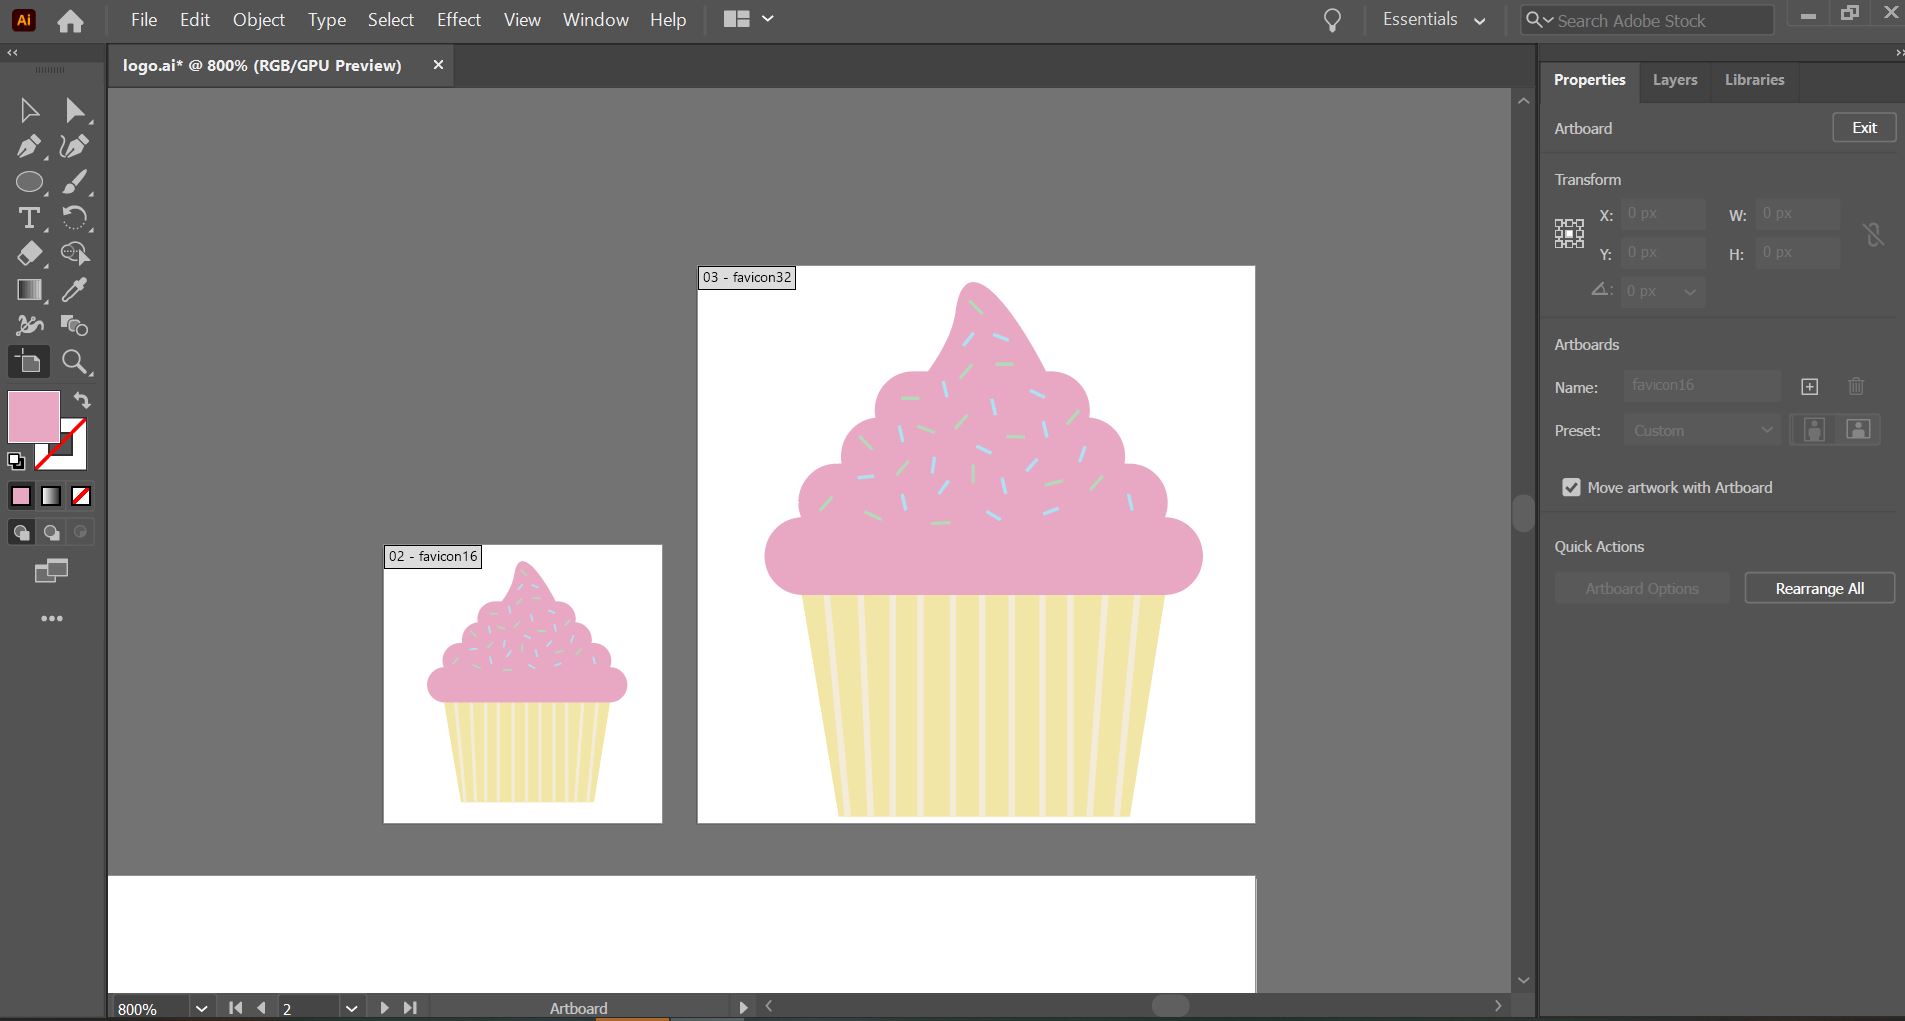 Ai File Edit Object Type Select Effect View Window Help Essentials Search Adobe Stock
logo.ai* @ 800% (RGB/GPU Preview)
Properties Layers Libraries
Artboard Exit
Transform
X: 0 px W: 0 px
Y: 0 px H: 0 px
0 px
Artboards
Name: favicon16
Preset: Custom
Move artwork with Artboard
Quick Actions
Artboard Options Rearrange All
03 - favicon32
02 - favicon16
T
800% 2 Artboard